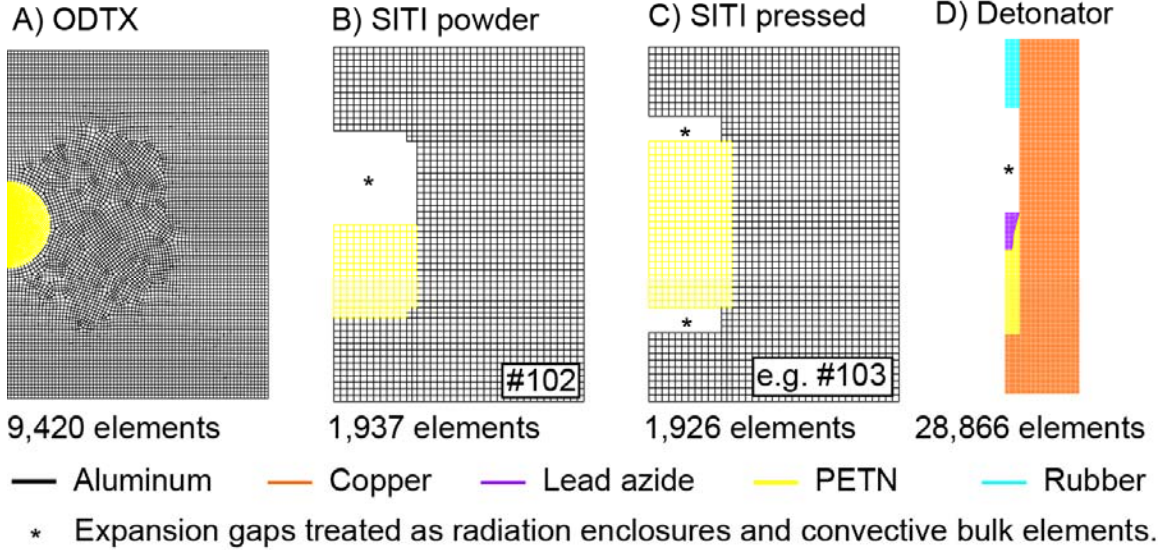 A) ODTX
B) SITI powder
C) SITI pressed
D) Detonator
*
*
*
*
#102
e.g. #103
9,420 elements
1,937 elements
1,926 elements
28,866 elements
Aluminum
Copper
Lead azide
PETN
Rubber
* Expansion gaps treated as radiation enclosures and convective bulk elements.